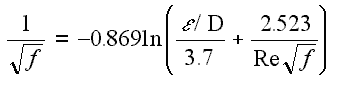 1/√f = −0.869ln(ε/D/3.7 + 2.523/Re√f)